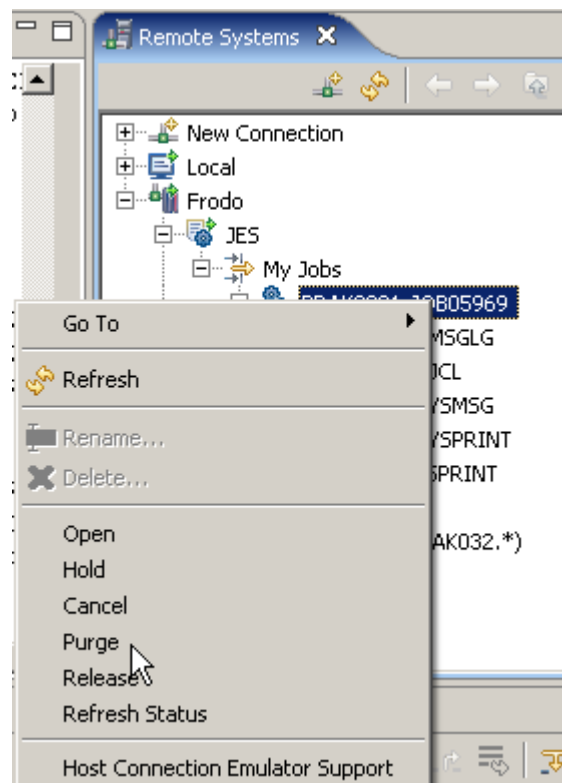 Remote Systems
New Connection
Local
Frodo
JES
My Jobs
JOB05969
MSGLG
JCL
YSMSG
YSPRINT
SPRINT
AK032.*)
Go To
Refresh
Rename...
Delete...
Open
Hold
Cancel
Purge
Release
Refresh Status
Host Connection Emulator Support